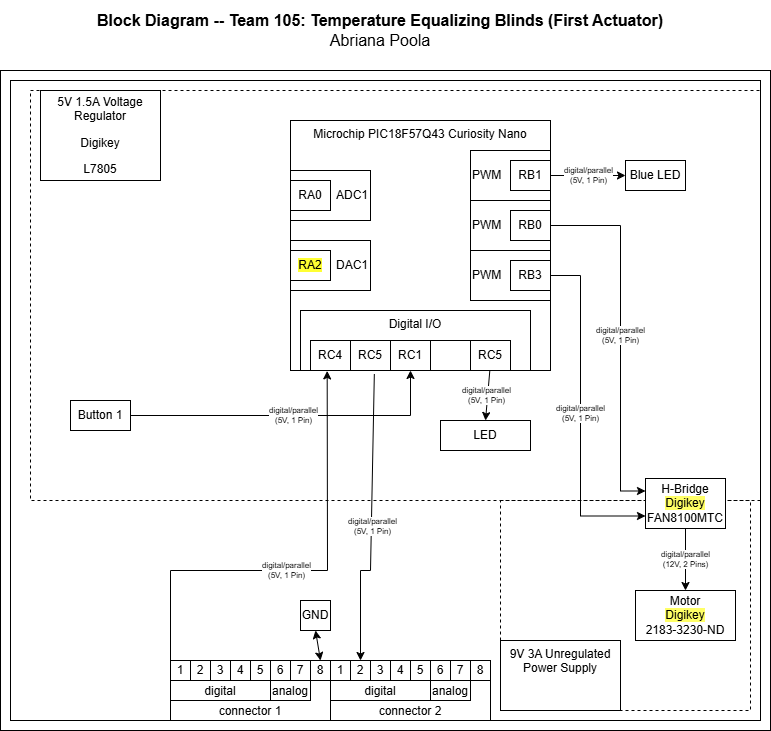 Block Diagram -- Team 105: Temperature Equalizing Blinds (First Actuator)
Abriana Poola
5V 1.5A Voltage
Regulator
Digikey
L7805
Microchip PIC18F57Q43 Curiosity Nano
RA0 ADC1
RA2 DAC1
PWM RB1
PWM RB0
PWM RB3
digital/parallel
(5V, 1 Pin)
Blue LED
digital/parallel
(5V, 1 Pin)
Digital I/O
RC4 RC5 RC1 RC5
digital/parallel
(5V, 1 Pin)
LED
Button 1
digital/parallel
(5V, 1 Pin)
digital/parallel
(5V, 1 Pin)
H-Bridge
Digikey
FAN8100MTC
digital/parallel
(12V, 2 Pins)
Motor
Digikey
2183-3230-ND
digital/parallel
(5V, 1 Pin)
digital/parallel
(5V, 1 Pin)
GND
9V 3A Unregulated
Power Supply
1 2 3 4 5 6 7 8 1 2 3 4 5 6 7 8
digital analog digital analog
connector 1 connector 2